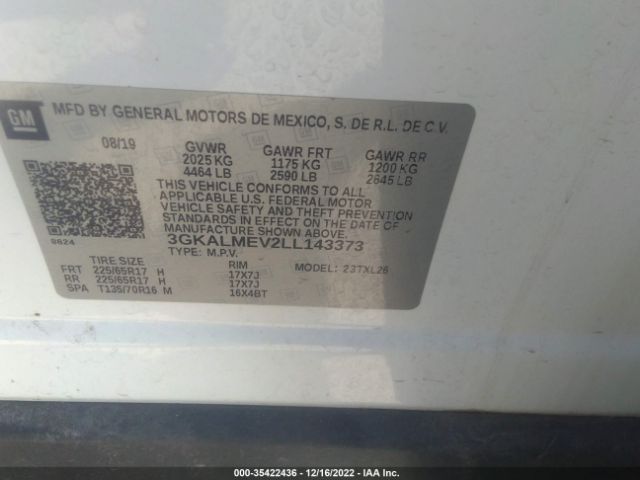 GM
MFD BY GENERAL MOTORS DE MEXICO, S. DE R.L. DE C.V.
08/19 GVWR GAWR FRT GAWR RR
2025 KG 1175 KG 1200 KG
4464 LB 2590 LB 2645 LB
THIS VEHICLE CONFORMS TO ALL
APPLICABLE U.S. FEDERAL MOTOR
VEHICLE SAFETY AND THEFT PREVENTION
STANDARDS IN EFFECT ON THE DATE OF
MANUFACTURE SHOWN ABOVE.
8624 3GKALMEV2LL143373
TYPE: M.P.V.
TIRE SIZE RIM MODEL: 23TXL26
FRT 225/65R17 H 17X7J
RR 225/65R17 H 17X7J
SPA T135/70R16 M 16X4BT
000-35422436 - 12/16/2022 - IAA Inc.